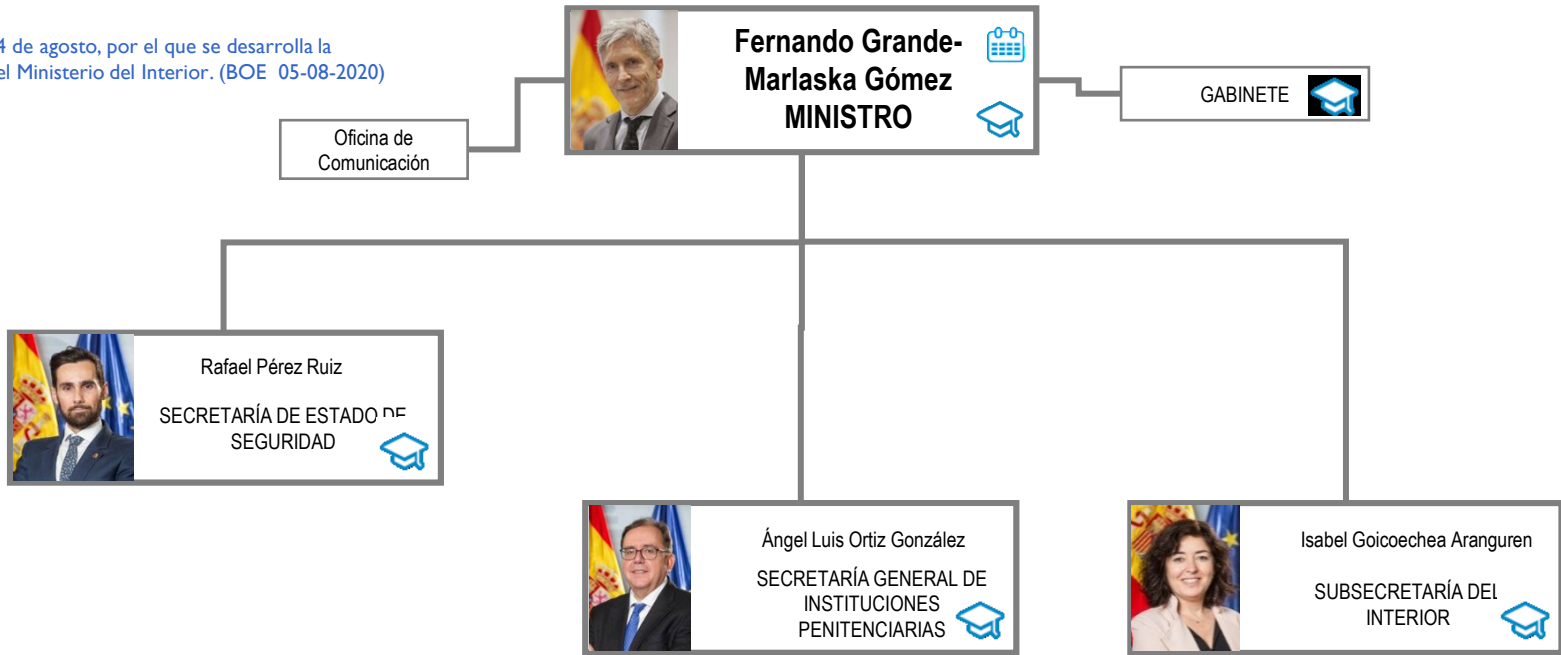 4 de agosto, por el que se desarrolla la
el Ministerio del Interior. (BOE 05-08-2020)
Fernando Grande-
Marlaska Gómez
MINISTRO
GABINETE
Oficina de
Comunicación
Rafael Pérez Ruiz
SECRETARÍA DE ESTADO DE
SEGURIDAD
Ángel Luis Ortiz González
SECRETARÍA GENERAL DE
INSTITUCIONES
PENITENCIARIAS
Isabel Goicoechea Aranguren
SUBSECRETARÍA DEL
INTERIOR